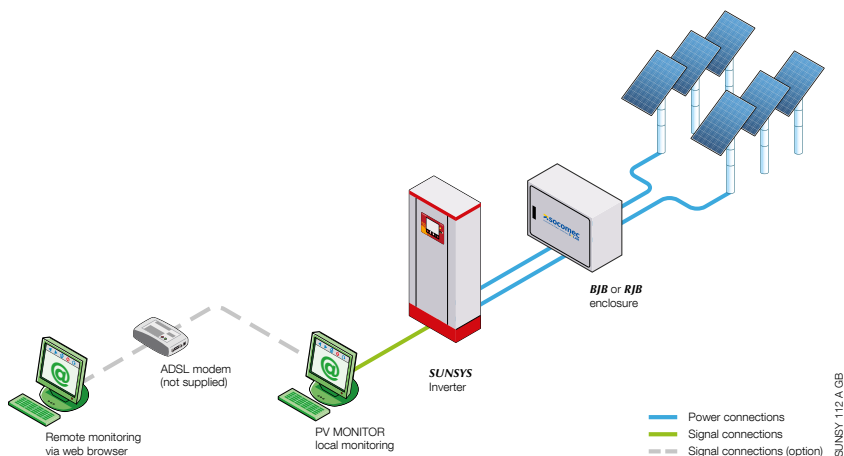 socomec
BJB or RJB
enclosure
SUNSYS
Inverter
ADSL modem
(not supplied)
PV MONITOR
local monitoring
Remote monitoring
via web browser
Power connections
Signal connections
Signal connections (option)
SUNSY 112 A GB